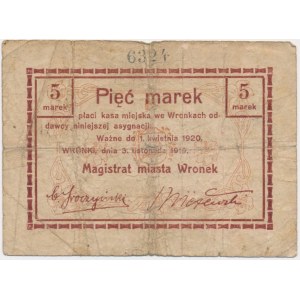 6324
5 marek
Pięć marek
5 marek
płaci kasa miejska we Wronkach od-
dawcy niniejszej asygnacji.
Ważne do 1. kwietnia 1920.
WRONKI, dnia 3. listopada 1919.
Magistrat miasta Wronek